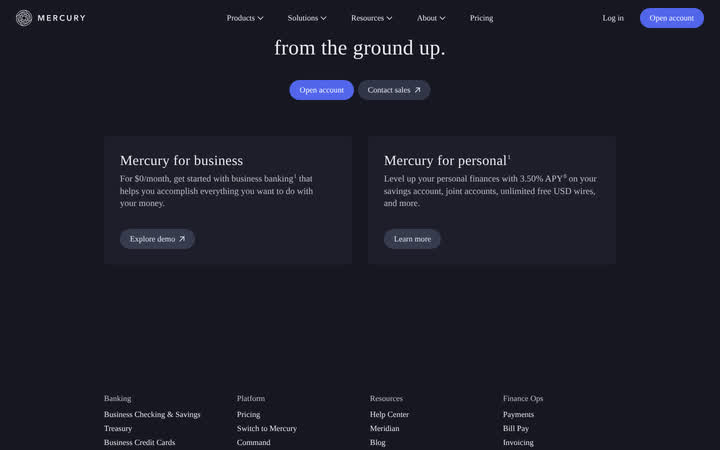 MERCURY
Products
Solutions
Resources
About
Pricing
Log in
Open account
from the ground up.
Open account
Contact sales
Mercury for business
For $0/month, get started with business banking¹ that
helps you accomplish everything you want to do with
your money.
Explore demo
Mercury for personal¹
Level up your personal finances with 3.50% APY⁶ on your
savings account, joint accounts, unlimited free USD wires,
and more.
Learn more
Banking
Business Checking & Savings
Treasury
Business Credit Cards
Platform
Pricing
Switch to Mercury
Command
Resources
Help Center
Meridian
Blog
Finance Ops
Payments
Bill Pay
Invoicing